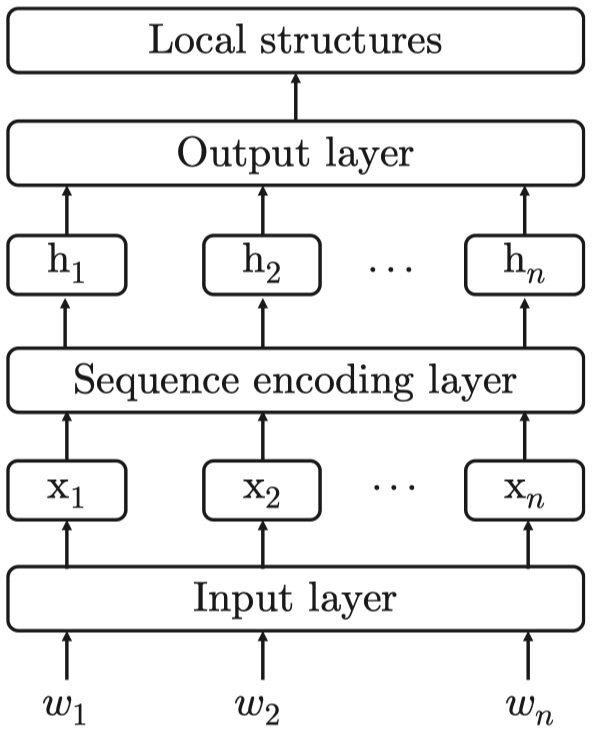 Local structures
Output layer
h₁ h₂ ... hₙ
Sequence encoding layer
x₁ x₂ ... xₙ
Input layer
w₁ w₂ wₙ